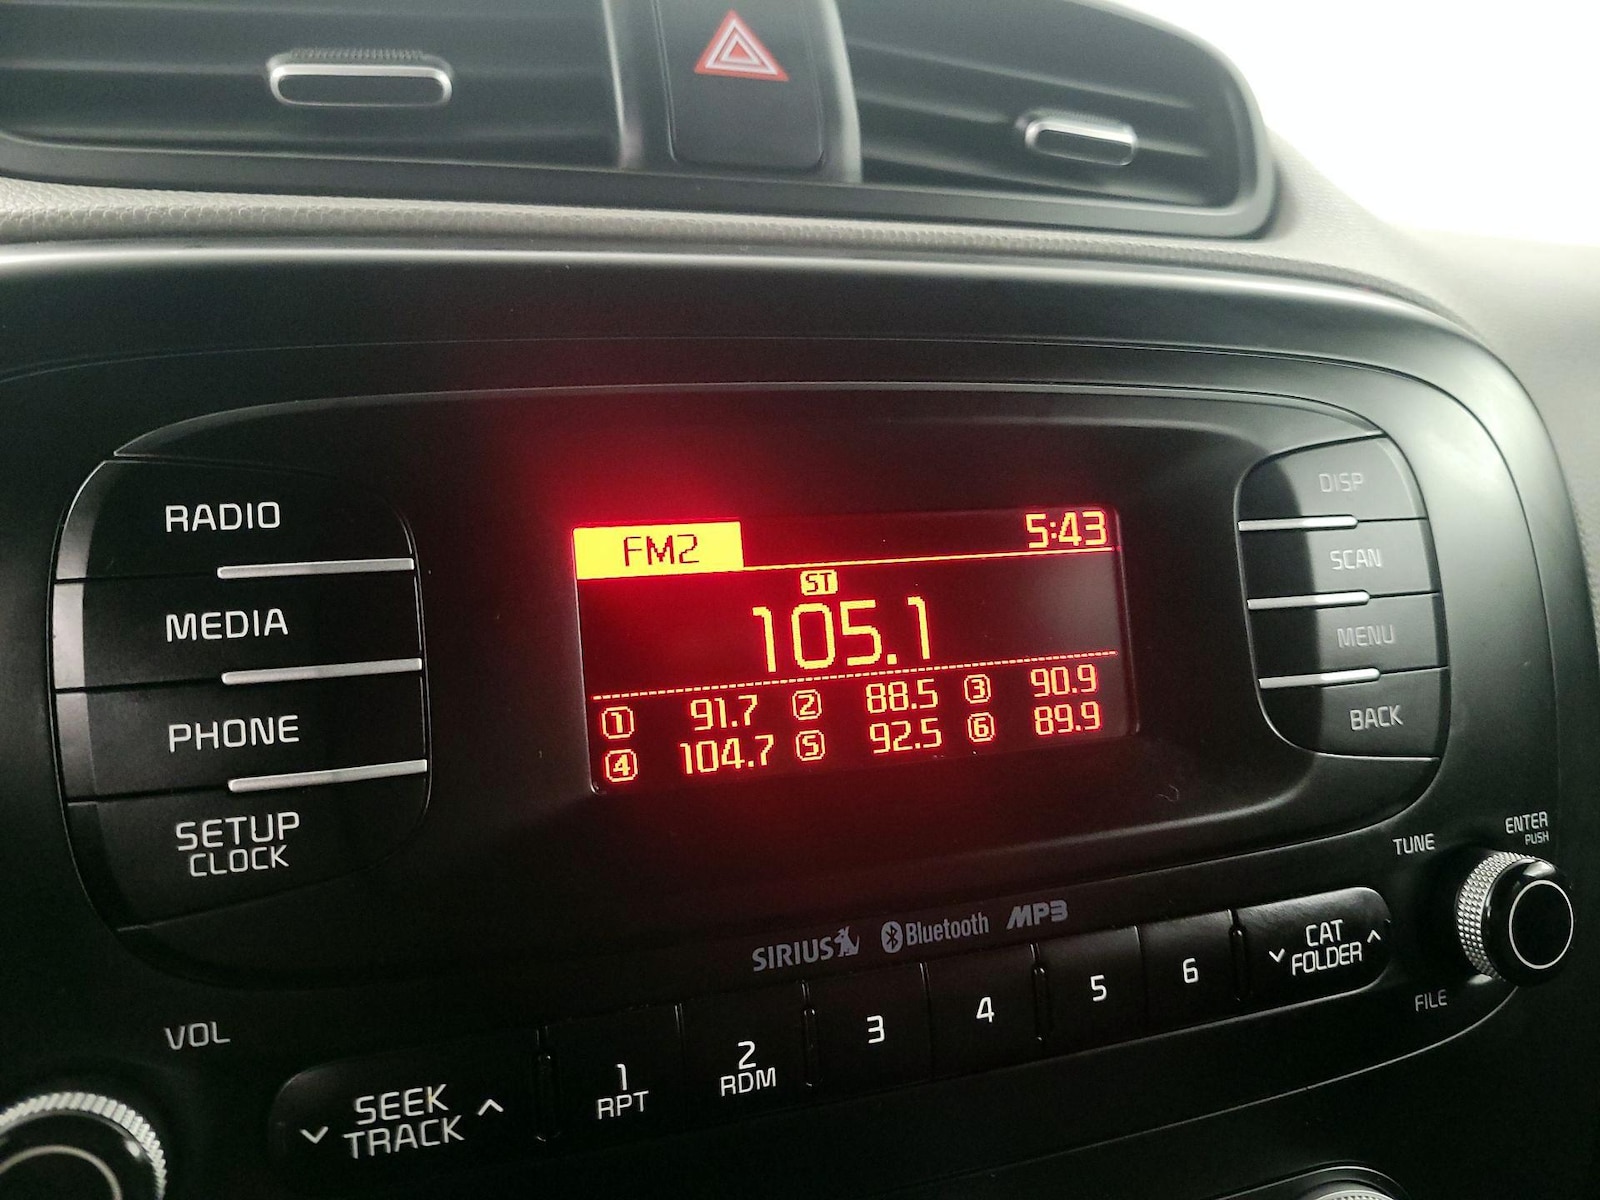 FM2 5:43
ST
105.1
1 91.7 2 88.5 3 90.9
4 104.7 5 92.5 6 89.9
RADIO
MEDIA
PHONE
SETUP
CLOCK
DISP
SCAN
MENU
BACK
SIRIUS Bluetooth MP3
TUNE
ENTER
PUSH
FILE
VOL
SEEK
TRACK
1
RPT
2
RDM
3
4
5
6
CAT
FOLDER